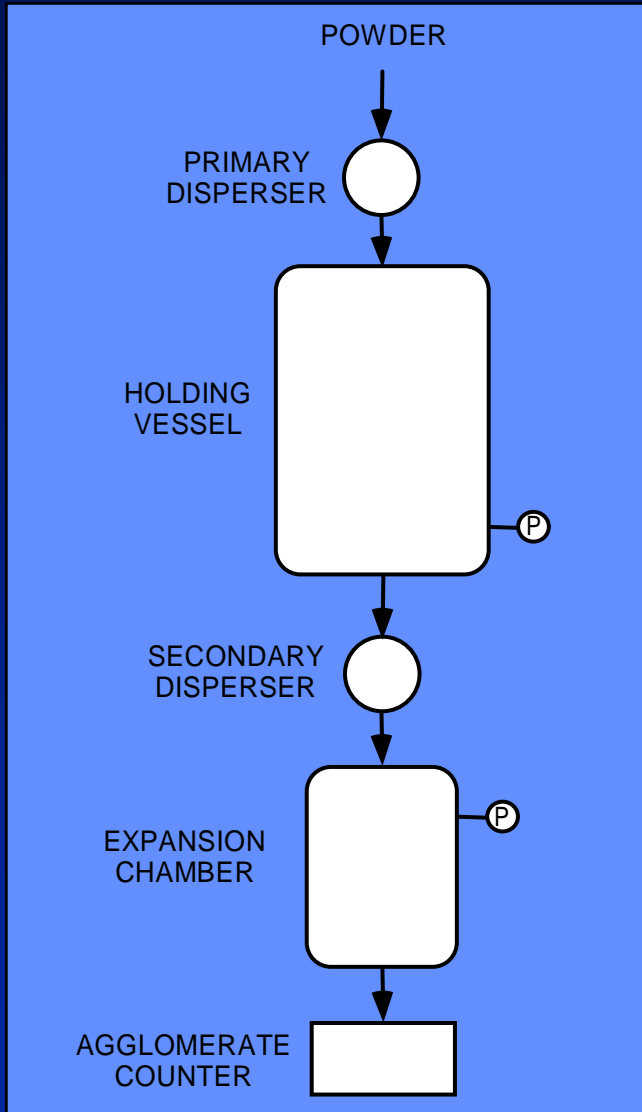 POWDER
PRIMARY
DISPERSER
HOLDING
VESSEL
P
SECONDARY
DISPERSER
P
EXPANSION
CHAMBER
AGGLOMERATE
COUNTER